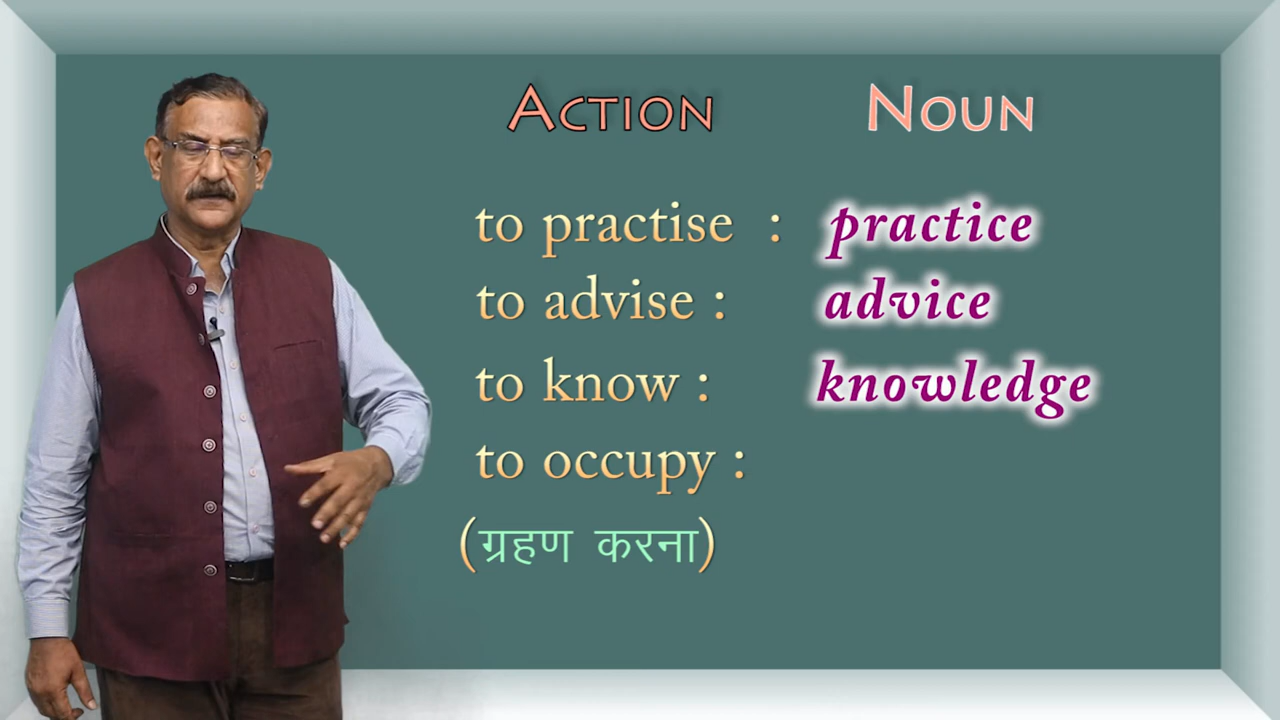 ACTION NOUN
to practise : practice
to advise : advice
to know : knowledge
to occupy :
(ग्रहण करना)